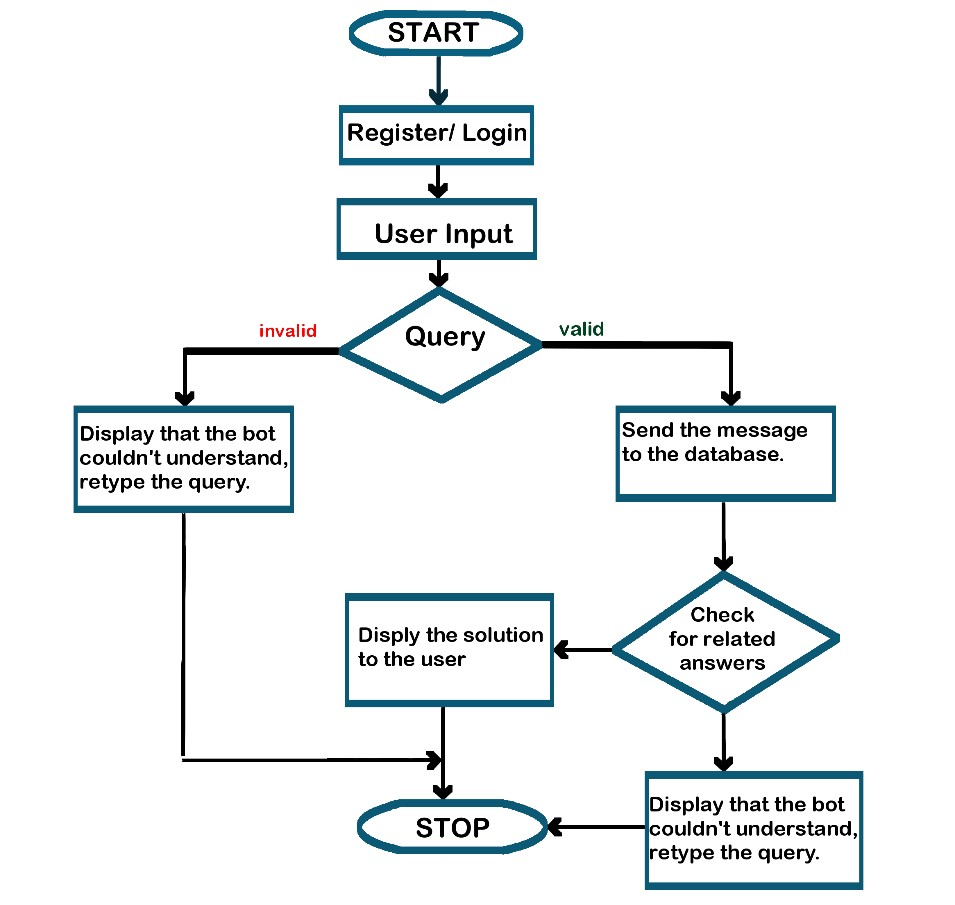 START
Register/ Login
User Input
Query
invalid
valid
Display that the bot
couldn't understand,
retype the query.
Send the message
to the database.
Check
for related
answers
Disply the solution
to the user
Display that the bot
couldn't understand,
retype the query.
STOP